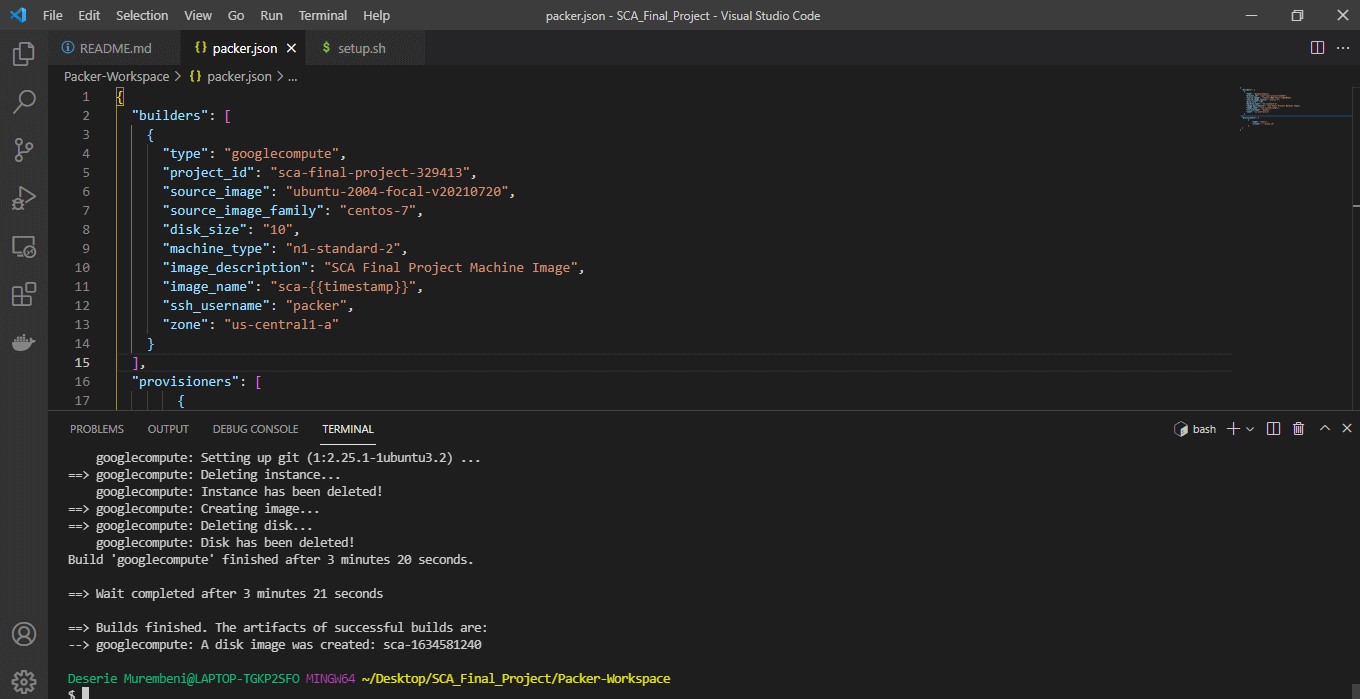 File Edit Selection View Go Run Terminal Help packer.json - SCA_Final_Project - Visual Studio Code
README.md {} packer.json $ setup.sh
Packer-Workspace > {} packer.json > ...
1 {
2 "builders": [
3 {
4 "type": "googlecompute",
5 "project_id": "sca-final-project-329413",
6 "source_image": "ubuntu-2004-focal-v20210720",
7 "source_image_family": "centos-7",
8 "disk_size": "10",
9 "machine_type": "n1-standard-2",
10 "image_description": "SCA Final Project Machine Image",
11 "image_name": "sca-{{timestamp}}",
12 "ssh_username": "packer",
13 "zone": "us-central1-a"
14 }
15 ],
16 "provisioners": [
17 {
PROBLEMS OUTPUT DEBUG CONSOLE TERMINAL bash
googlecompute: Setting up git (1:2.25.1-1ubuntu3.2) ...
==> googlecompute: Deleting instance...
googlecompute: Instance has been deleted!
==> googlecompute: Creating image...
==> googlecompute: Deleting disk...
googlecompute: Disk has been deleted!
Build 'googlecompute' finished after 3 minutes 20 seconds.
==> Wait completed after 3 minutes 21 seconds
==> Builds finished. The artifacts of successful builds are:
--> googlecompute: A disk image was created: sca-1634581240
Deserie Murembeni@LAPTOP-TGKP2SFO MINGW64 ~/Desktop/SCA_Final_Project/Packer-Workspace
$